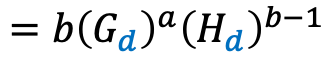 = b(G_d)^a(H_d)^{b-1}